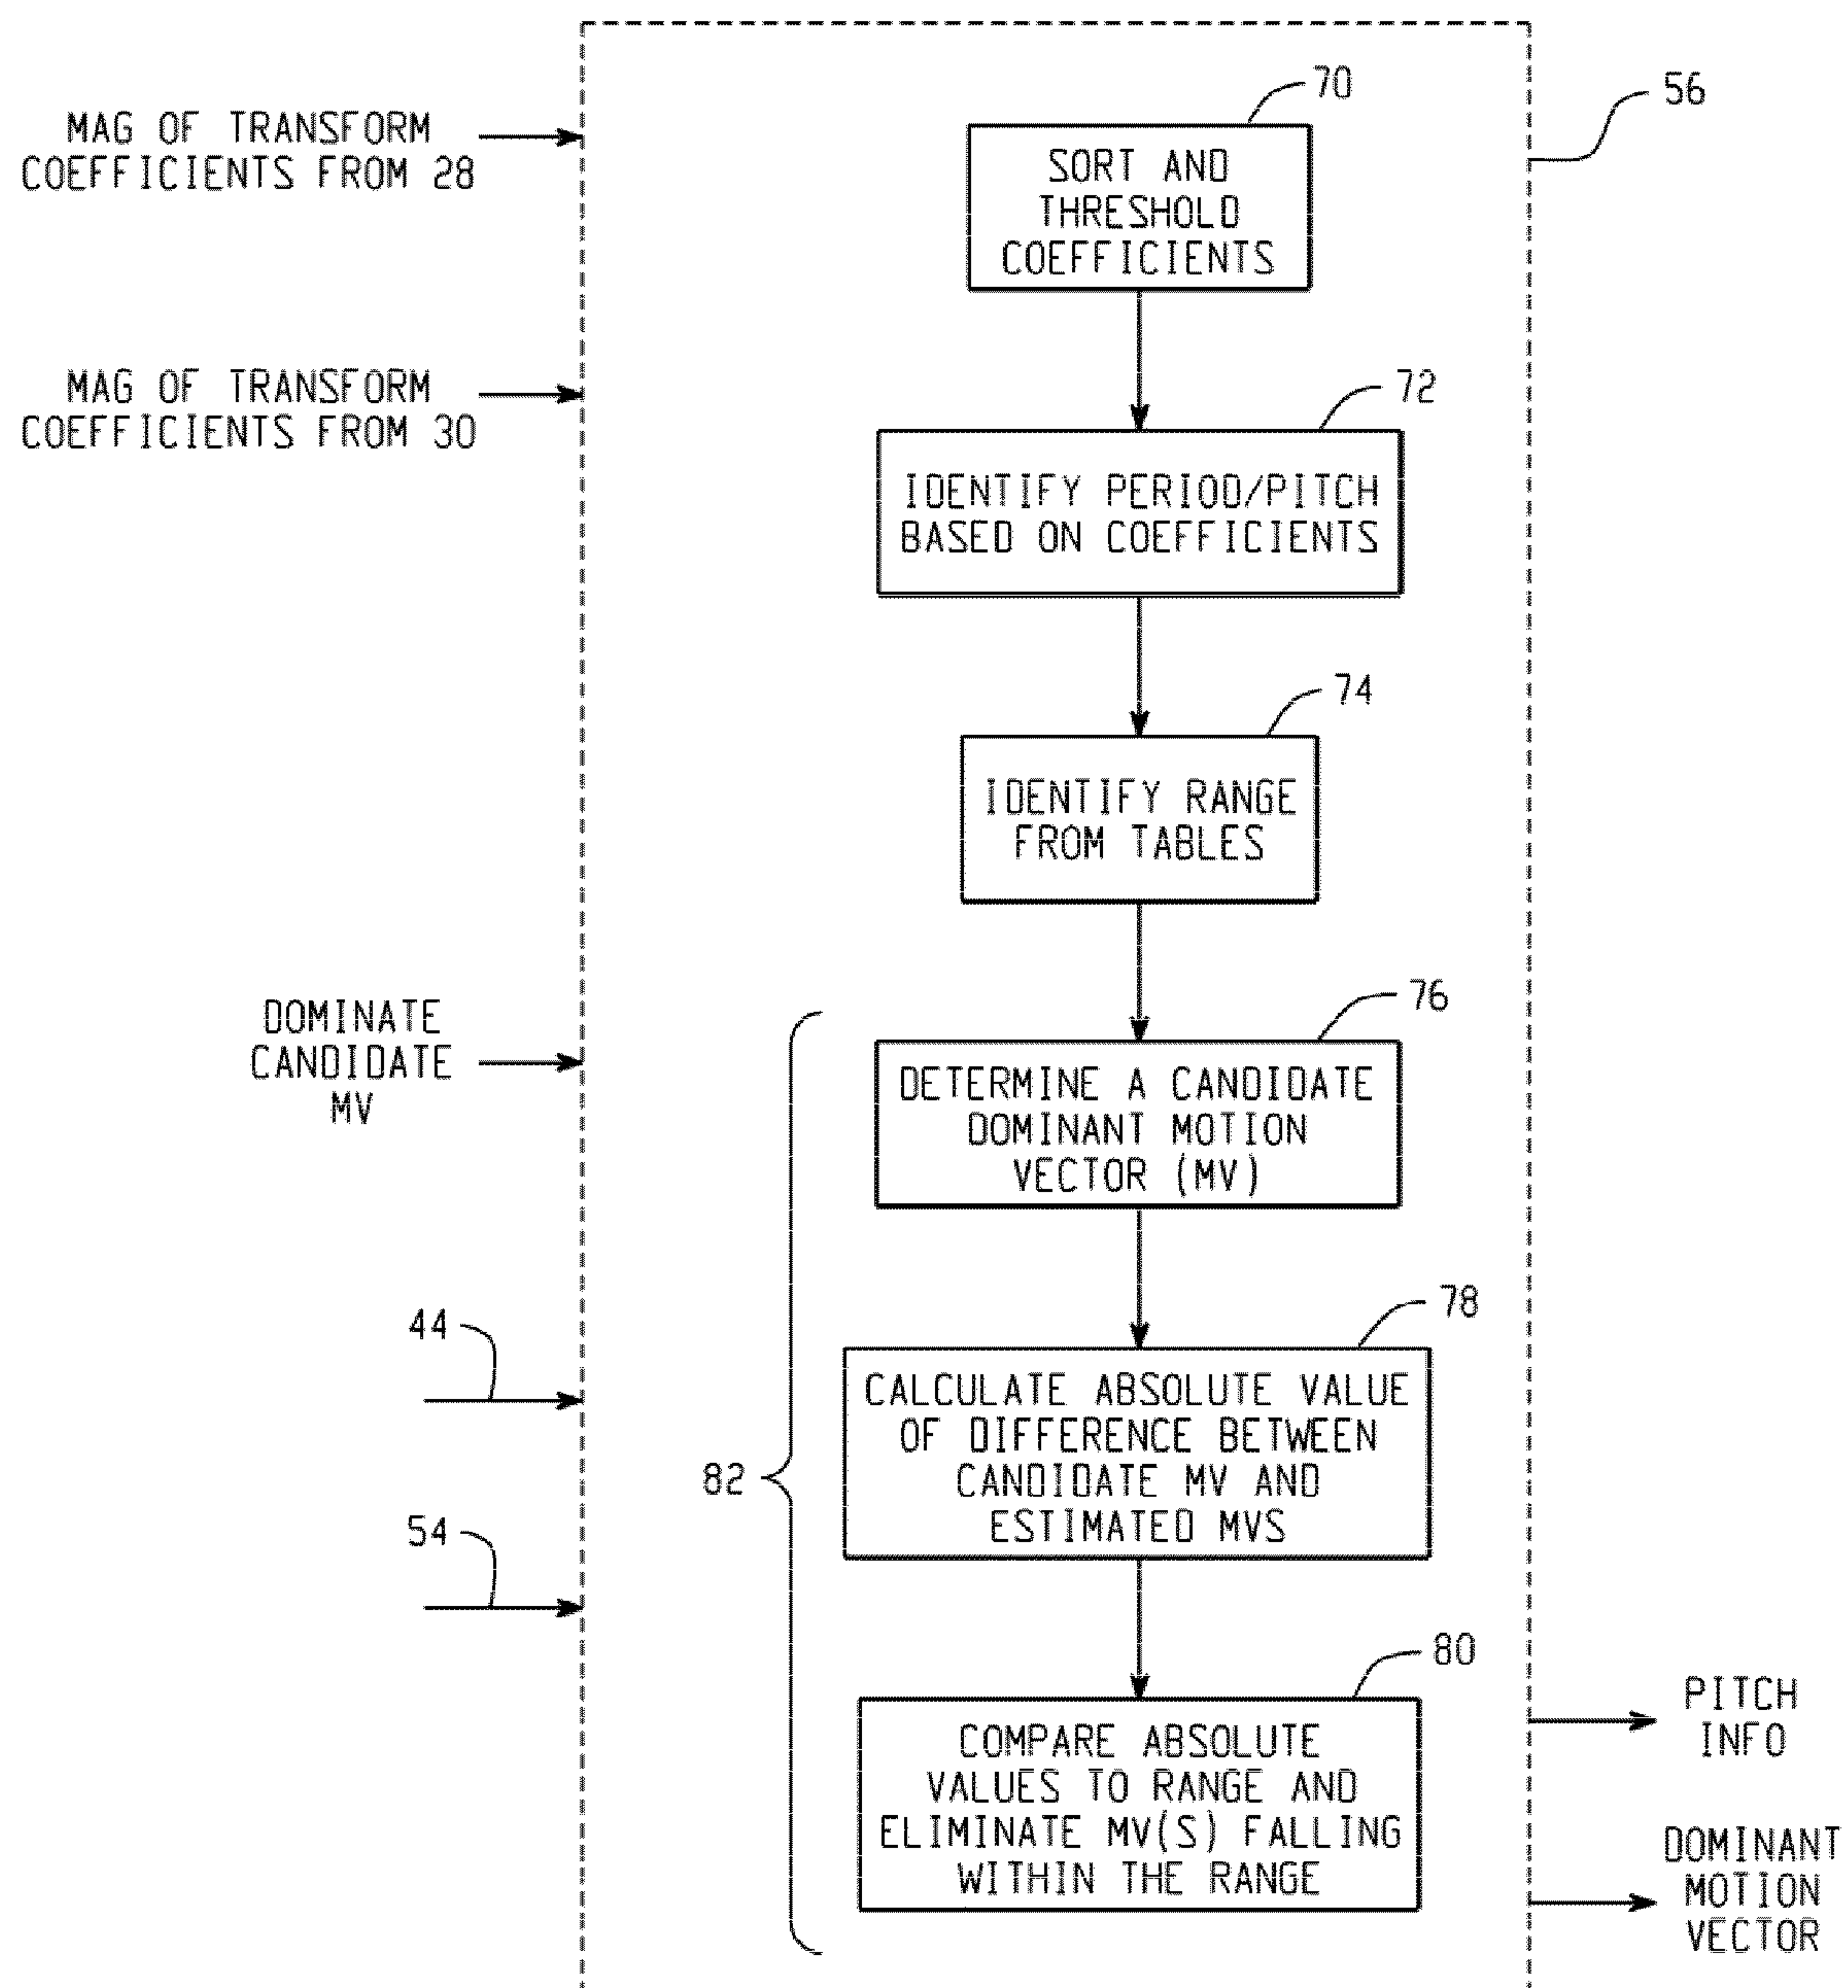 70
56
MAG OF TRANSFORM
COEFFICIENTS FROM 28
SORT AND
THRESHOLD
COEFFICIENTS
MAG OF TRANSFORM
COEFFICIENTS FROM 30
72
IDENTIFY PERIOD/PITCH
BASED ON COEFFICIENTS
74
IDENTIFY RANGE
FROM TABLES
DOMINATE
CANDIDATE
MV
76
DETERMINE A CANDIDATE
DOMINANT MOTION
VECTOR (MV)
44
78
CALCULATE ABSOLUTE VALUE
OF DIFFERENCE BETWEEN
CANDIDATE MV AND
ESTIMATED MVS
82
54
80
COMPARE ABSOLUTE
VALUES TO RANGE AND
ELIMINATE MV(S) FALLING
WITHIN THE RANGE
PITCH
INFO
DOMINANT
MOTION
VECTOR